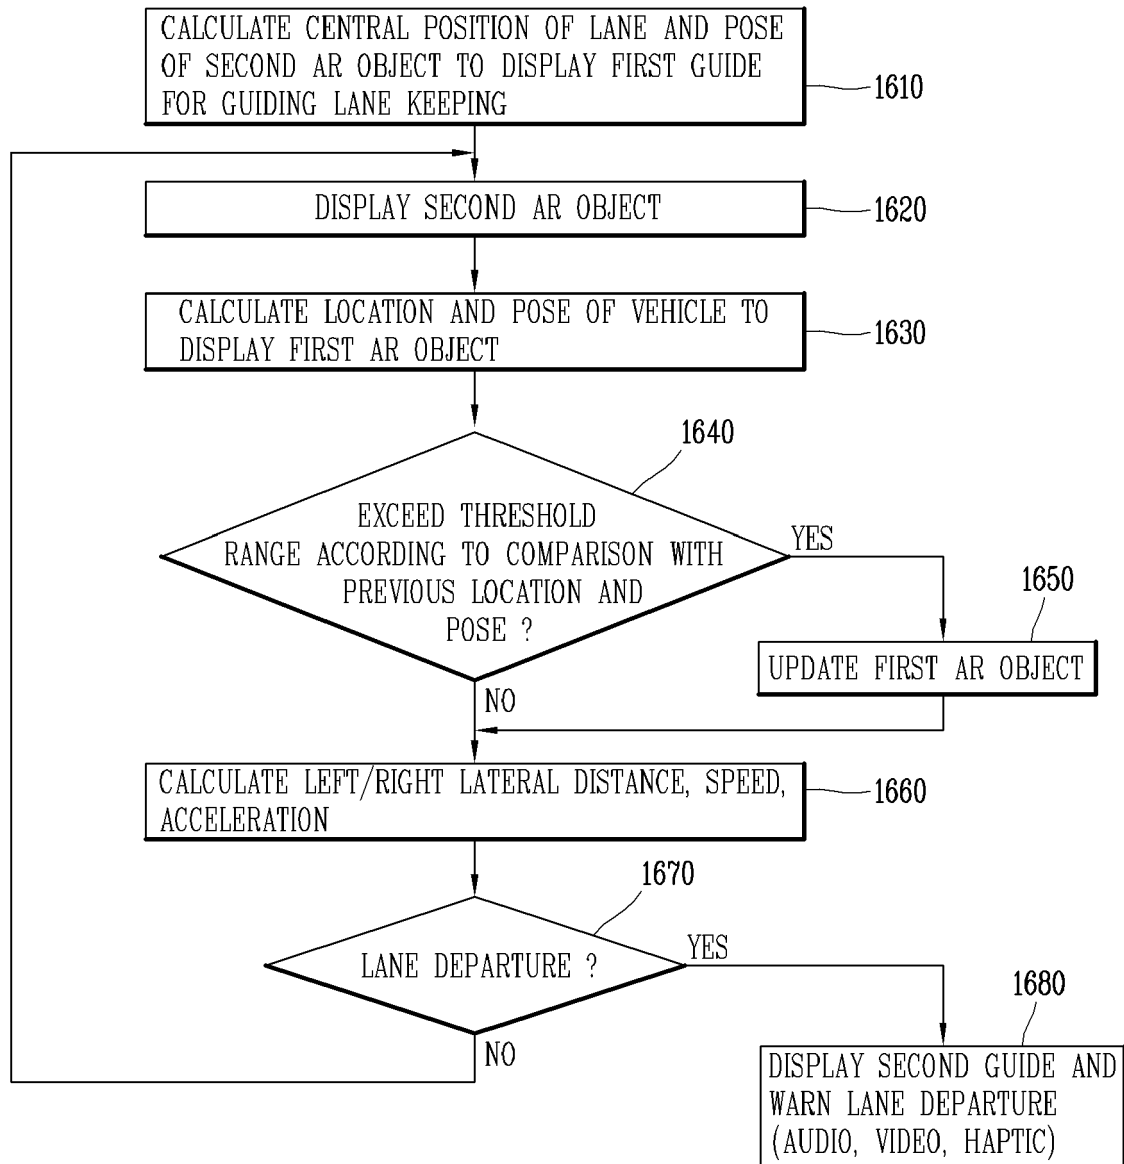 CALCULATE CENTRAL POSITION OF LANE AND POSE
OF SECOND AR OBJECT TO DISPLAY FIRST GUIDE
FOR GUIDING LANE KEEPING
1610
DISPLAY SECOND AR OBJECT
1620
CALCULATE LOCATION AND POSE OF VEHICLE TO
DISPLAY FIRST AR OBJECT
1630
1640
EXCEED THRESHOLD
RANGE ACCORDING TO COMPARISON WITH
PREVIOUS LOCATION AND
POSE ?
YES
1650
UPDATE FIRST AR OBJECT
NO
CALCULATE LEFT/RIGHT LATERAL DISTANCE, SPEED,
ACCELERATION
1660
1670
LANE DEPARTURE ?
YES
NO
1680
DISPLAY SECOND GUIDE AND
WARN LANE DEPARTURE
(AUDIO, VIDEO, HAPTIC)